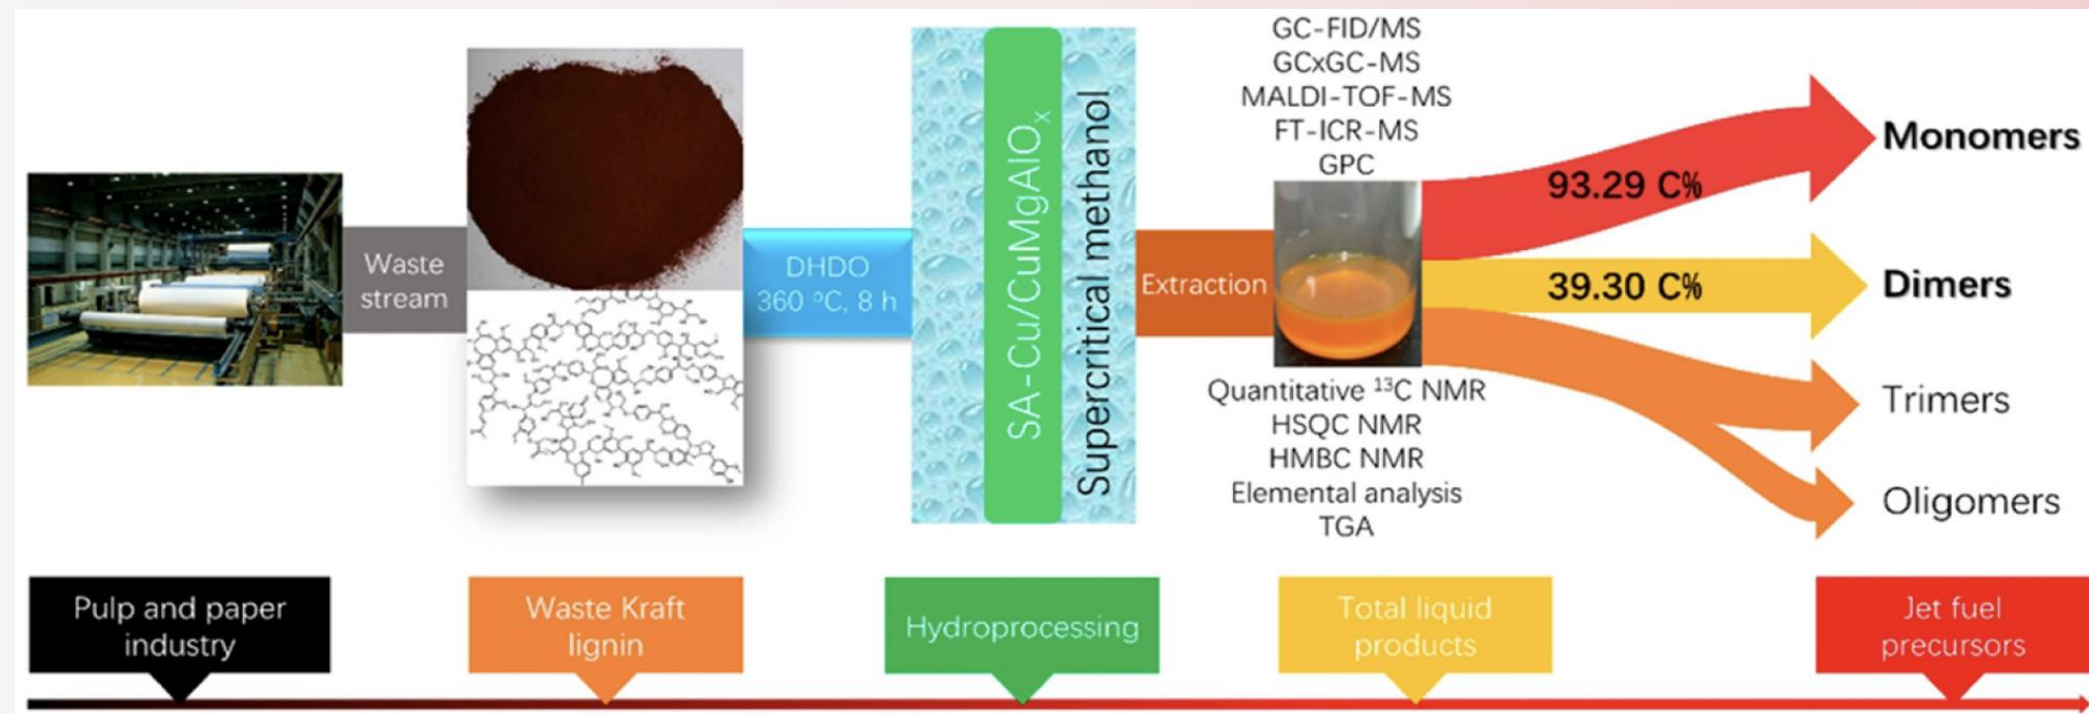 GC-FID/MS
GCxGC-MS
MALDI-TOF-MS
FT-ICR-MS
GPC
Waste
stream
DHDO
360 ºC, 8 h
SA-Cu/CuMgAlOₓ
Supercritical methanol
Extraction
93.29 C%
Monomers
39.30 C%
Dimers
Trimers
Oligomers
Quantitative ¹³C NMR
HSQC NMR
HMBC NMR
Elemental analysis
TGA
Pulp and paper
industry
Waste Kraft
lignin
Hydroprocessing
Total liquid
products
Jet fuel
precursors